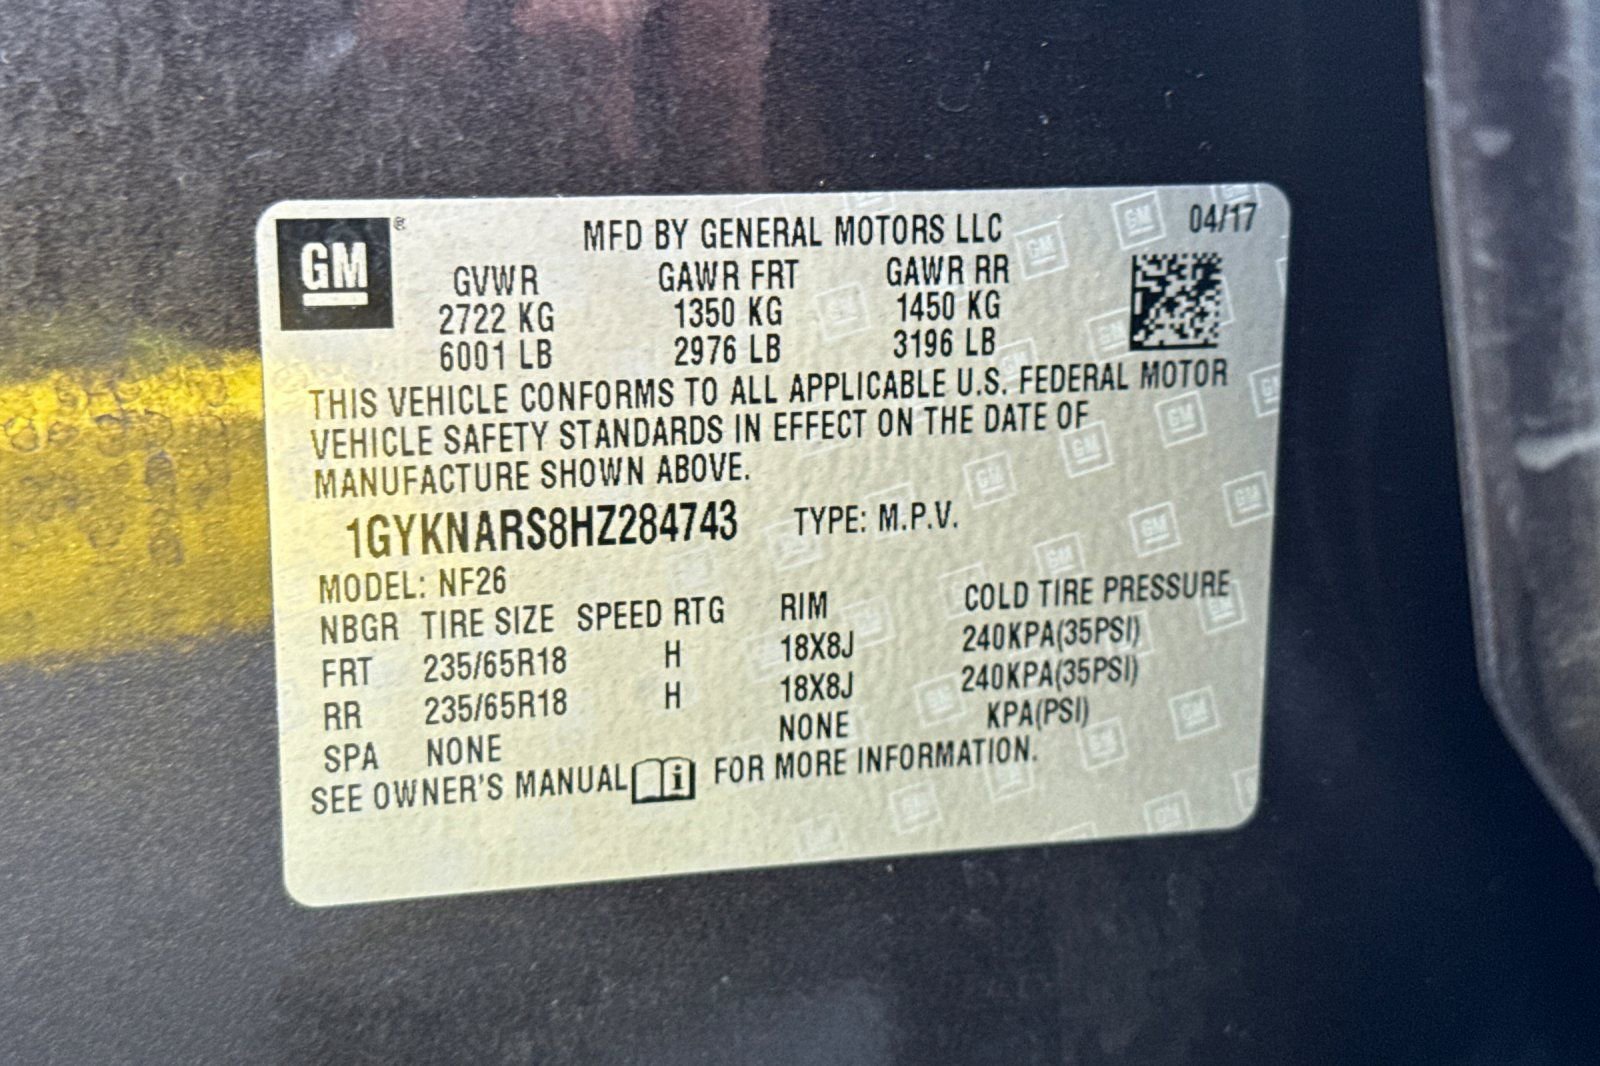 GM ®
MFD BY GENERAL MOTORS LLC 04/17
GVWR GAWR FRT GAWR RR
2722 KG 1350 KG 1450 KG
6001 LB 2976 LB 3196 LB
THIS VEHICLE CONFORMS TO ALL APPLICABLE U.S. FEDERAL MOTOR
VEHICLE SAFETY STANDARDS IN EFFECT ON THE DATE OF
MANUFACTURE SHOWN ABOVE.
1GYKNARS8HZ284743 TYPE: M.P.V.
MODEL: NF26
NBGR TIRE SIZE SPEED RTG RIM COLD TIRE PRESSURE
FRT 235/65R18 H 18X8J 240KPA(35PSI)
RR 235/65R18 H 18X8J 240KPA(35PSI)
SPA NONE NONE KPA(PSI)
SEE OWNER'S MANUAL i FOR MORE INFORMATION.